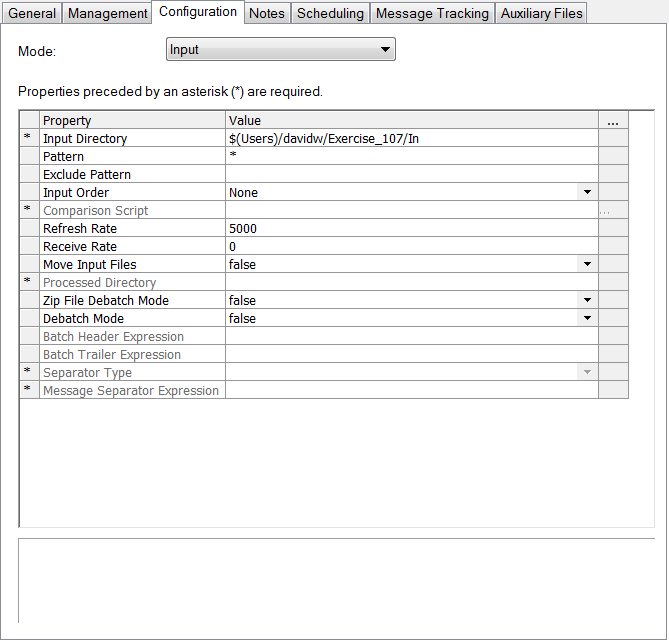 General Management Configuration Notes Scheduling Message Tracking Auxiliary Files
Mode: Input
Properties preceded by an asterisk (*) are required.
Property Value ...
* Input Directory $(Users)/davidw/Exercise_107/In
Pattern *
Exclude Pattern
Input Order None
* Comparison Script ...
Refresh Rate 5000
Receive Rate 0
Move Input Files false
* Processed Directory
Zip File Debatch Mode false
Debatch Mode false
Batch Header Expression
Batch Trailer Expression
* Separator Type
* Message Separator Expression